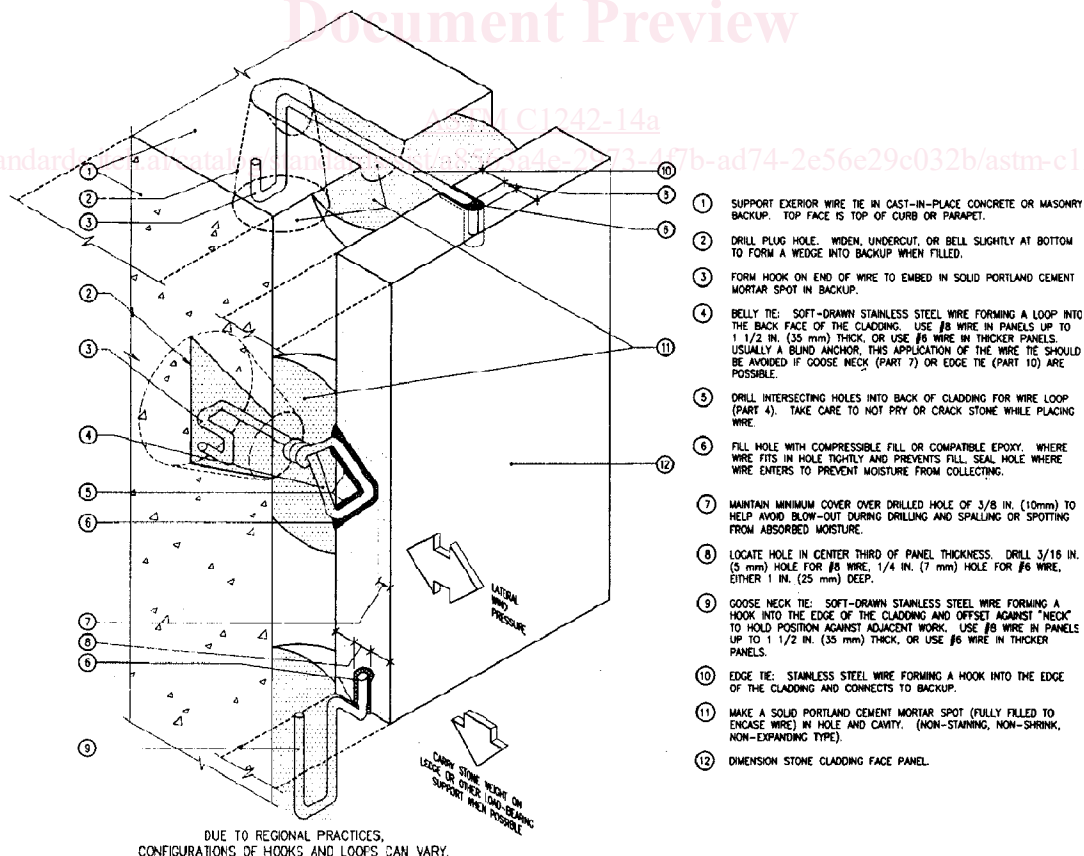 Document Preview
ASTM C1242-14a
1
2
3
2
3
4
5
6
7
8
6
9
10
8
6
11
12
LATERAL
WIND
PRESSURE
CARRY STONE WEIGHT ON
LEDGE OR OTHER LOAD-BEARING
SUPPORT WHEN POSSIBLE
DUE TO REGIONAL PRACTICES,
CONFIGURATIONS OF HOOKS AND LOOPS CAN VARY.
1 SUPPORT EXERIOR WIRE TIE IN CAST-IN-PLACE CONCRETE OR MASONRY
BACKUP. TOP FACE IS TOP OF CURB OR PARAPET.
2 DRILL PLUG HOLE. WIDEN, UNDERCUT, OR BELL SLIGHTLY AT BOTTOM
TO FORM A WEDGE INTO BACKUP WHEN FILLED.
3 FORM HOOK ON END OF WIRE TO EMBED IN SOLID PORTLAND CEMENT
MORTAR SPOT IN BACKUP.
4 BELLY TIE: SOFT-DRAWN STAINLESS STEEL WIRE FORMING A LOOP INTO
THE BACK FACE OF THE CLADDING. USE #8 WIRE IN PANELS UP TO
1 1/2 IN. (35 mm) THICK, OR USE #6 WIRE IN THICKER PANELS.
USUALLY A BLIND ANCHOR, THIS APPLICATION OF THE WIRE TIE SHOULD
BE AVOIDED IF GOOSE NECK (PART 7) OR EDGE TIE (PART 10) ARE
POSSIBLE.
5 DRILL INTERSECTING HOLES INTO BACK OF CLADDING FOR WIRE LOOP
(PART 4). TAKE CARE TO NOT PRY OR CRACK STONE WHILE PLACING
WIRE.
6 FILL HOLE WITH COMPRESSIBLE FILL OR COMPATIBLE EPOXY. WHERE
WIRE FITS IN HOLE TIGHTLY AND PREVENTS FILL, SEAL HOLE WHERE
WIRE ENTERS TO PREVENT MOISTURE FROM COLLECTING.
7 MAINTAIN MINIMUM COVER OVER DRILLED HOLE OF 3/8 IN. (10mm) TO
HELP AVOID BLOW-OUT DURING DRILLING AND SPALLING OR SPOTTING
FROM ABSORBED MOISTURE.
8 LOCATE HOLE IN CENTER THIRD OF PANEL THICKNESS. DRILL 3/16 IN.
(5 mm) HOLE FOR #8 WIRE, 1/4 IN. (7 mm) HOLE FOR #6 WIRE,
EITHER 1 IN. (25 mm) DEEP.
9 GOOSE NECK TIE: SOFT-DRAWN STAINLESS STEEL WIRE FORMING A
HOOK INTO THE EDGE OF THE CLADDING AND OFFSET AGAINST "NECK"
TO HOLD POSITION AGAINST ADJACENT WORK. USE #8 WIRE IN PANELS
UP TO 1 1/2 IN. (35 mm) THICK, OR USE #6 WIRE IN THICKER
PANELS.
10 EDGE TIE: STAINLESS STEEL WIRE FORMING A HOOK INTO THE EDGE
OF THE CLADDING AND CONNECTS TO BACKUP.
11 MAKE A SOLID PORTLAND CEMENT MORTAR SPOT (FULLY FILLED TO
ENCASE WIRE) IN HOLE AND CAVITY. (NON-STAINING, NON-SHRINK,
NON-EXPANDING TYPE).
12 DIMENSION STONE CLADDING FACE PANEL.